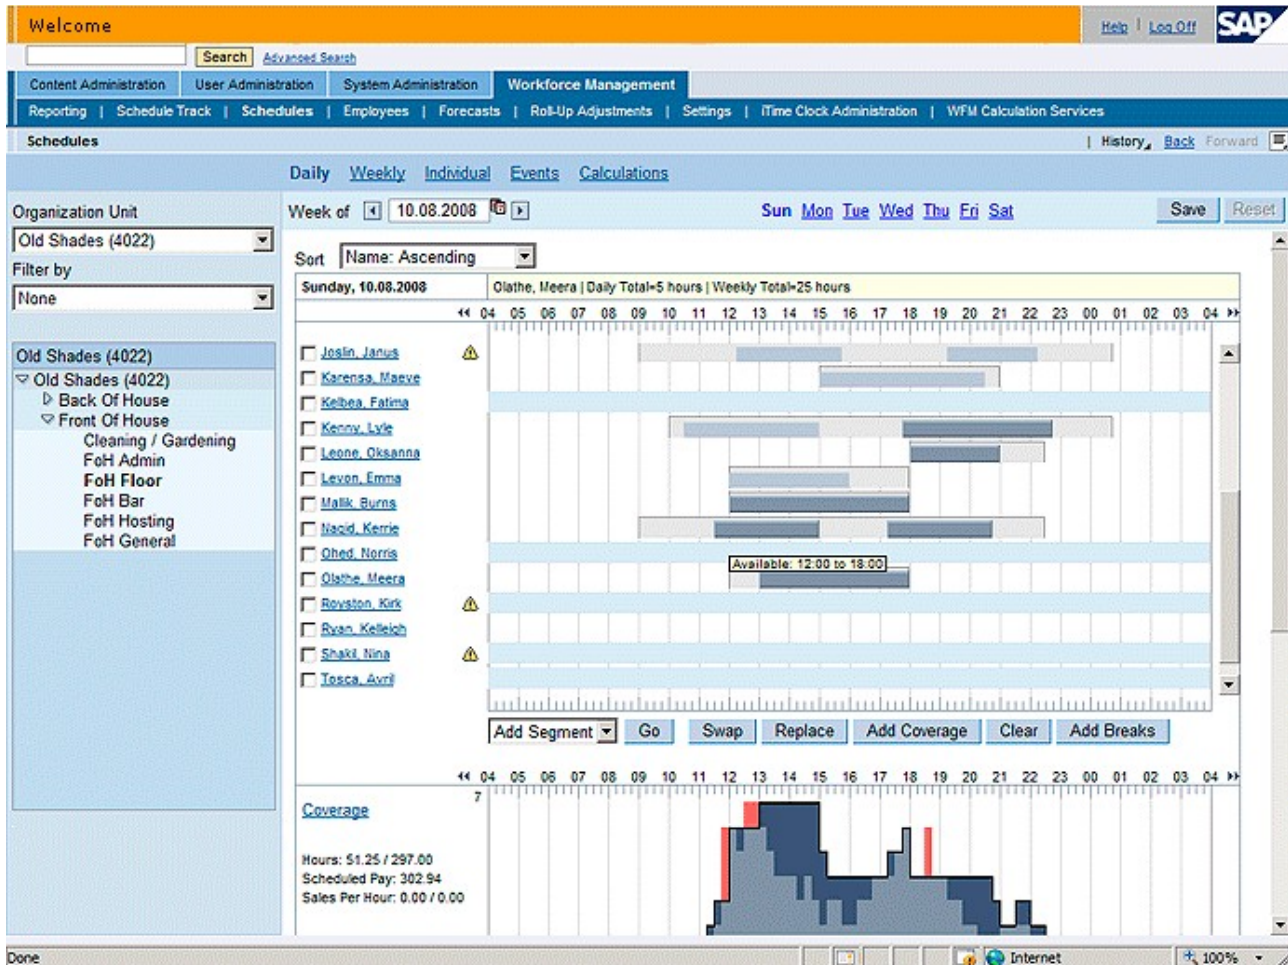 Welcome
Help | Log Off SAP
Search Advanced Search
Content Administration User Administration System Administration Workforce Management
Reporting | Schedule Track | Schedules | Employees | Forecasts | Roll-Up Adjustments | Settings | iTime Clock Administration | WFM Calculation Services
Schedules | History Back Forward
Daily Weekly Individual Events Calculations
Organization Unit
Old Shades (4022)
Filter by
None
Old Shades (4022)
Old Shades (4022)
Back Of House
Front Of House
Cleaning / Gardening
FoH Admin
FoH Floor
FoH Bar
FoH Hosting
FoH General
Week of 10.08.2008 Sun Mon Tue Wed Thu Fri Sat Save Reset
Sort Name: Ascending
Sunday, 10.08.2008 Olathe, Meera | Daily Total=5 hours | Weekly Total=25 hours
04 05 06 07 08 09 10 11 12 13 14 15 16 17 18 19 20 21 22 23 00 01 02 03 04
Joslin, Janus
Karensa, Maeve
Kelbea, Fatima
Kenny, Lyle
Leone, Oksanna
Levon, Emma
Mallik, Burns
Naqid, Kerrie
Ohed, Norris
Available: 12:00 to 18:00
Olathe, Meera
Royston, Kirk
Ryan, Kelleigh
Shakil, Nina
Tosca, Avril
Add Segment Go Swap Replace Add Coverage Clear Add Breaks
04 05 06 07 08 09 10 11 12 13 14 15 16 17 18 19 20 21 22 23 00 01 02 03 04
7
Coverage
Hours: 51.25 / 297.00
Scheduled Pay: 302.94
Sales Per Hour: 0.00 / 0.00
Done Internet 100%